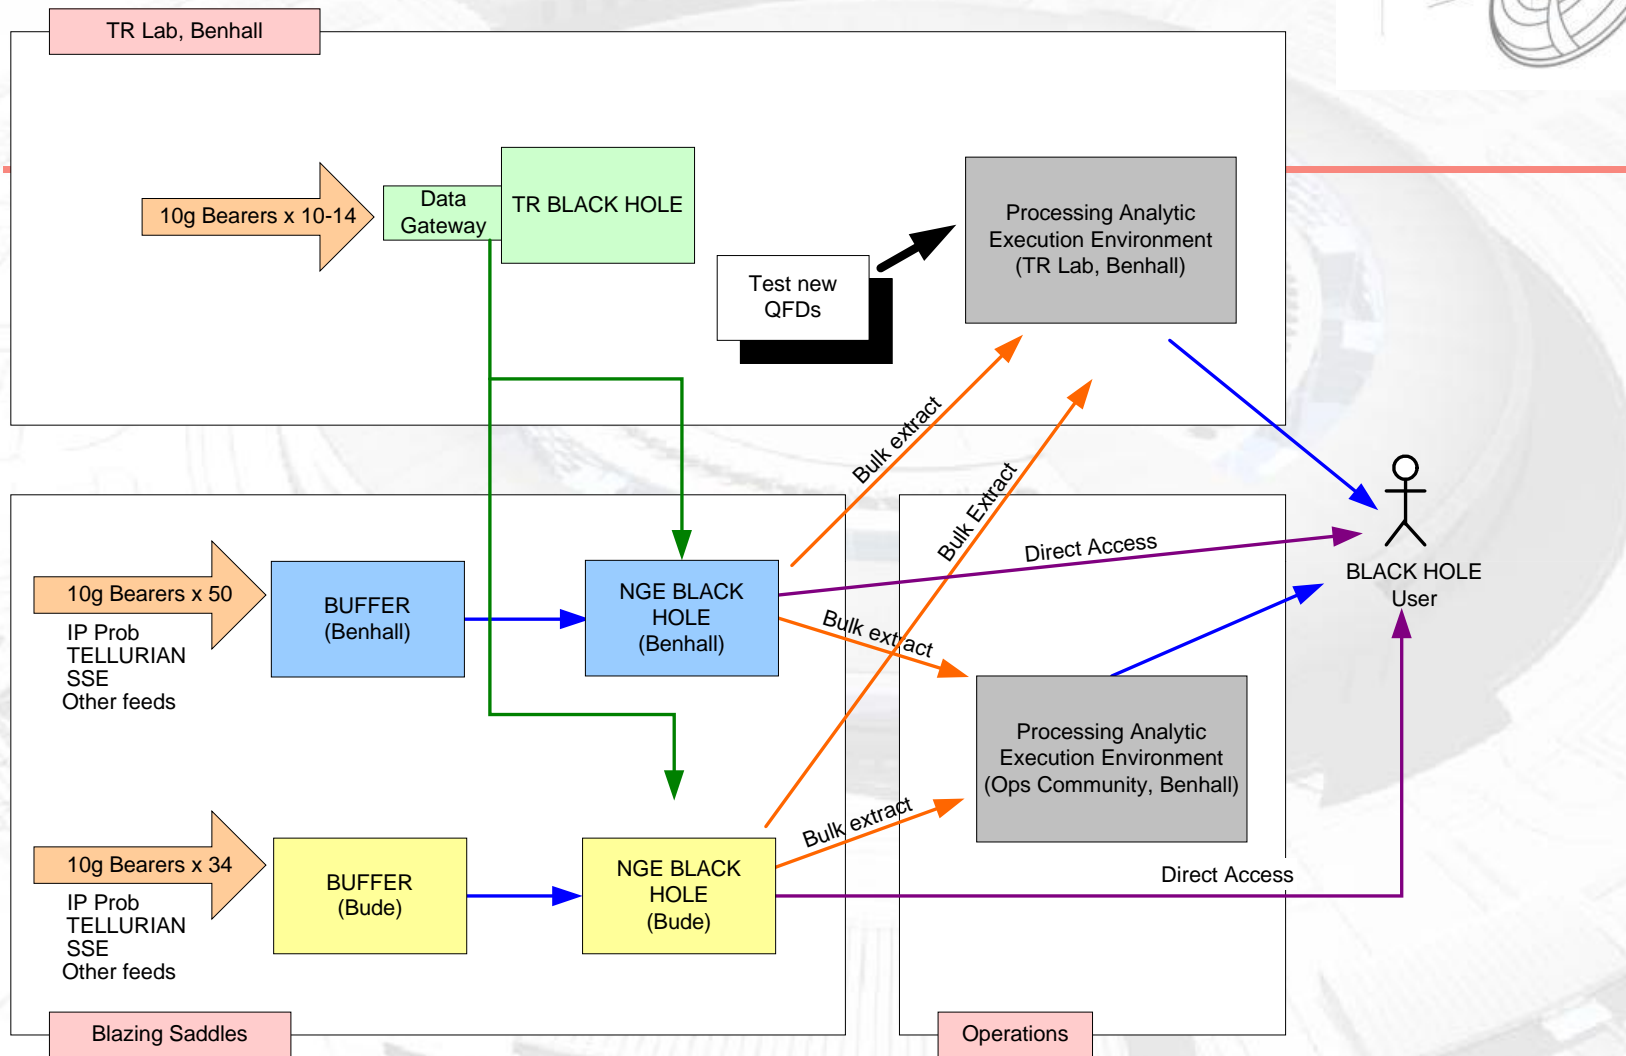 TR Lab, Benhall
10g Bearers x 10-14
Data
Gateway
TR BLACK HOLE
Test new
QFDs
Processing Analytic
Execution Environment
(TR Lab, Benhall)
Bulk extract
Bulk Extract
Direct Access
BLACK HOLE
User
10g Bearers x 50
IP Prob
TELLURIAN
SSE
Other feeds
BUFFER
(Benhall)
NGE BLACK
HOLE
(Benhall)
Bulk extract
Processing Analytic
Execution Environment
(Ops Community, Benhall)
10g Bearers x 34
IP Prob
TELLURIAN
SSE
Other feeds
BUFFER
(Bude)
NGE BLACK
HOLE
(Bude)
Bulk extract
Direct Access
Blazing Saddles
Operations